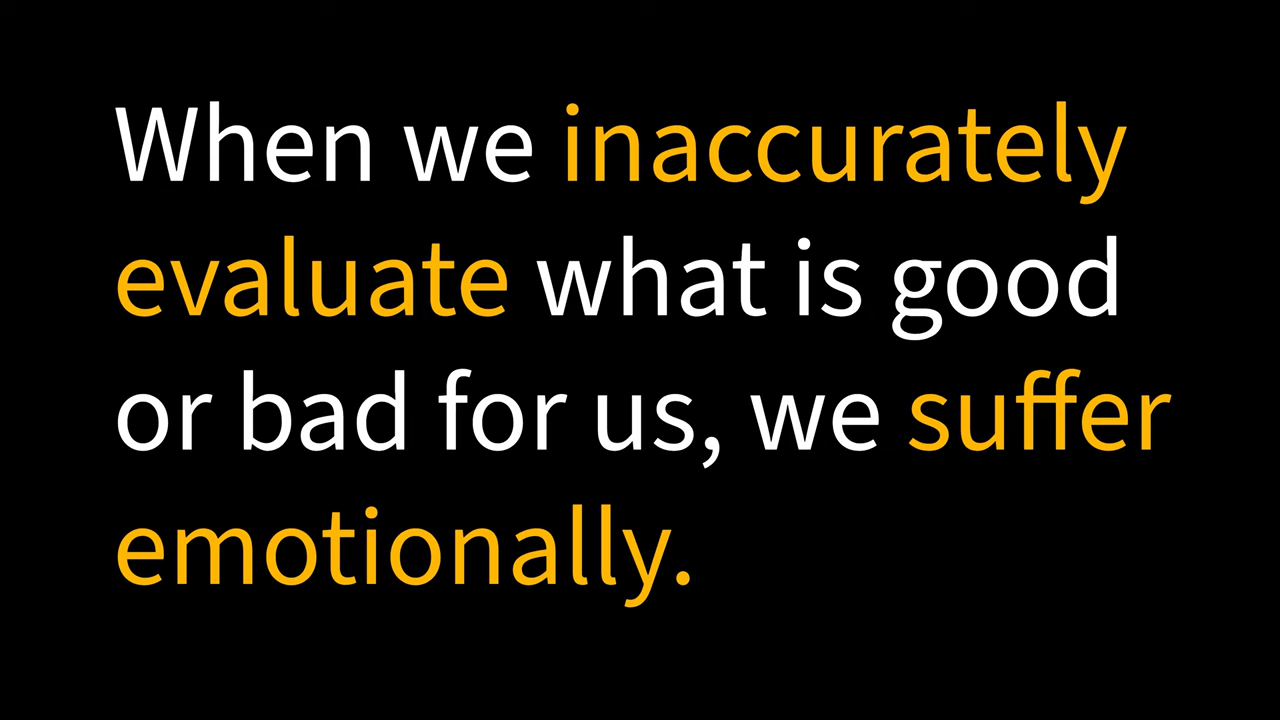 When we inaccurately
evaluate what is good
or bad for us, we suffer
emotionally.